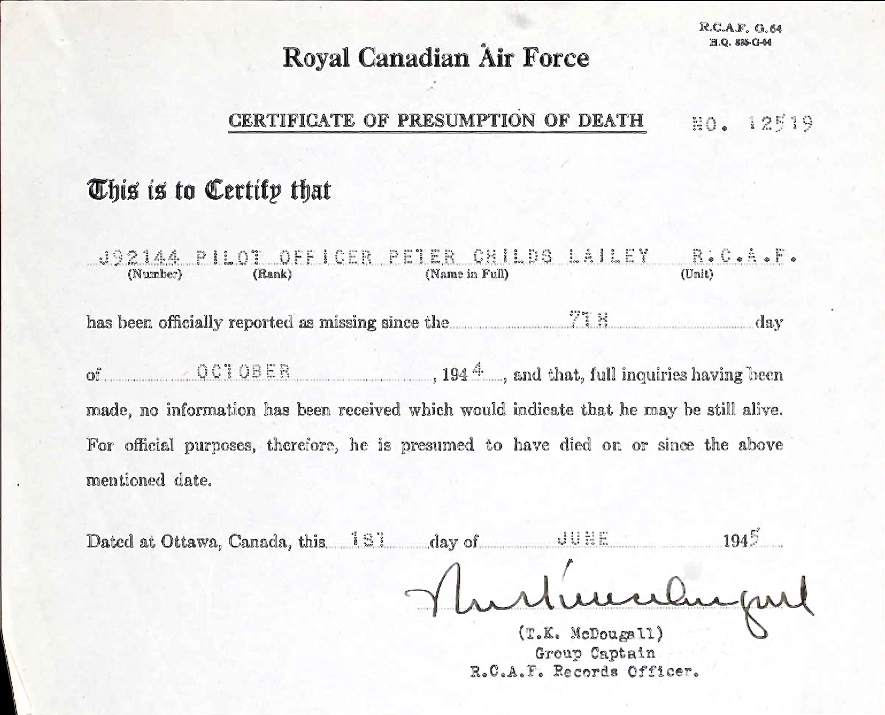 R.C.A.F. G. 64
H.Q. 885-G-64
Royal Canadian Air Force
CERTIFICATE OF PRESUMPTION OF DEATH NO. 12519
This is to Certify that
J92144 PILOT OFFICER PETER CHILDS LAILEY R.C.A.F.
(Number) (Rank) (Name in Full) (Unit)
has been officially reported as missing since the 7TH day
of OCTOBER , 194 4 , and that, full inquiries having been
made, no information has been received which would indicate that he may be still alive.
For official purposes, therefore, he is presumed to have died on or since the above
mentioned date.
Dated at Ottawa, Canada, this 1ST day of JUNE 1945
(T.K. McDougall)
Group Captain
R.C.A.F. Records Officer.